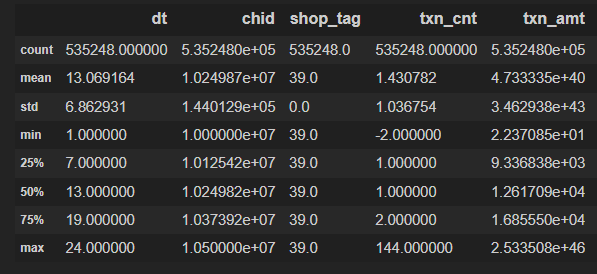 dt chid shop_tag txn_cnt txn_amt
count 535248.000000 5.352480e+05 535248.0 535248.000000 5.352480e+05
mean 13.069164 1.024987e+07 39.0 1.430782 4.733335e+40
std 6.862931 1.440129e+05 0.0 1.036754 3.462938e+43
min 1.000000 1.000000e+07 39.0 -2.000000 2.237085e+01
25% 7.000000 1.012542e+07 39.0 1.000000 9.336838e+03
50% 13.000000 1.024982e+07 39.0 1.000000 1.261709e+04
75% 19.000000 1.037392e+07 39.0 2.000000 1.685550e+04
max 24.000000 1.050000e+07 39.0 144.000000 2.533508e+46